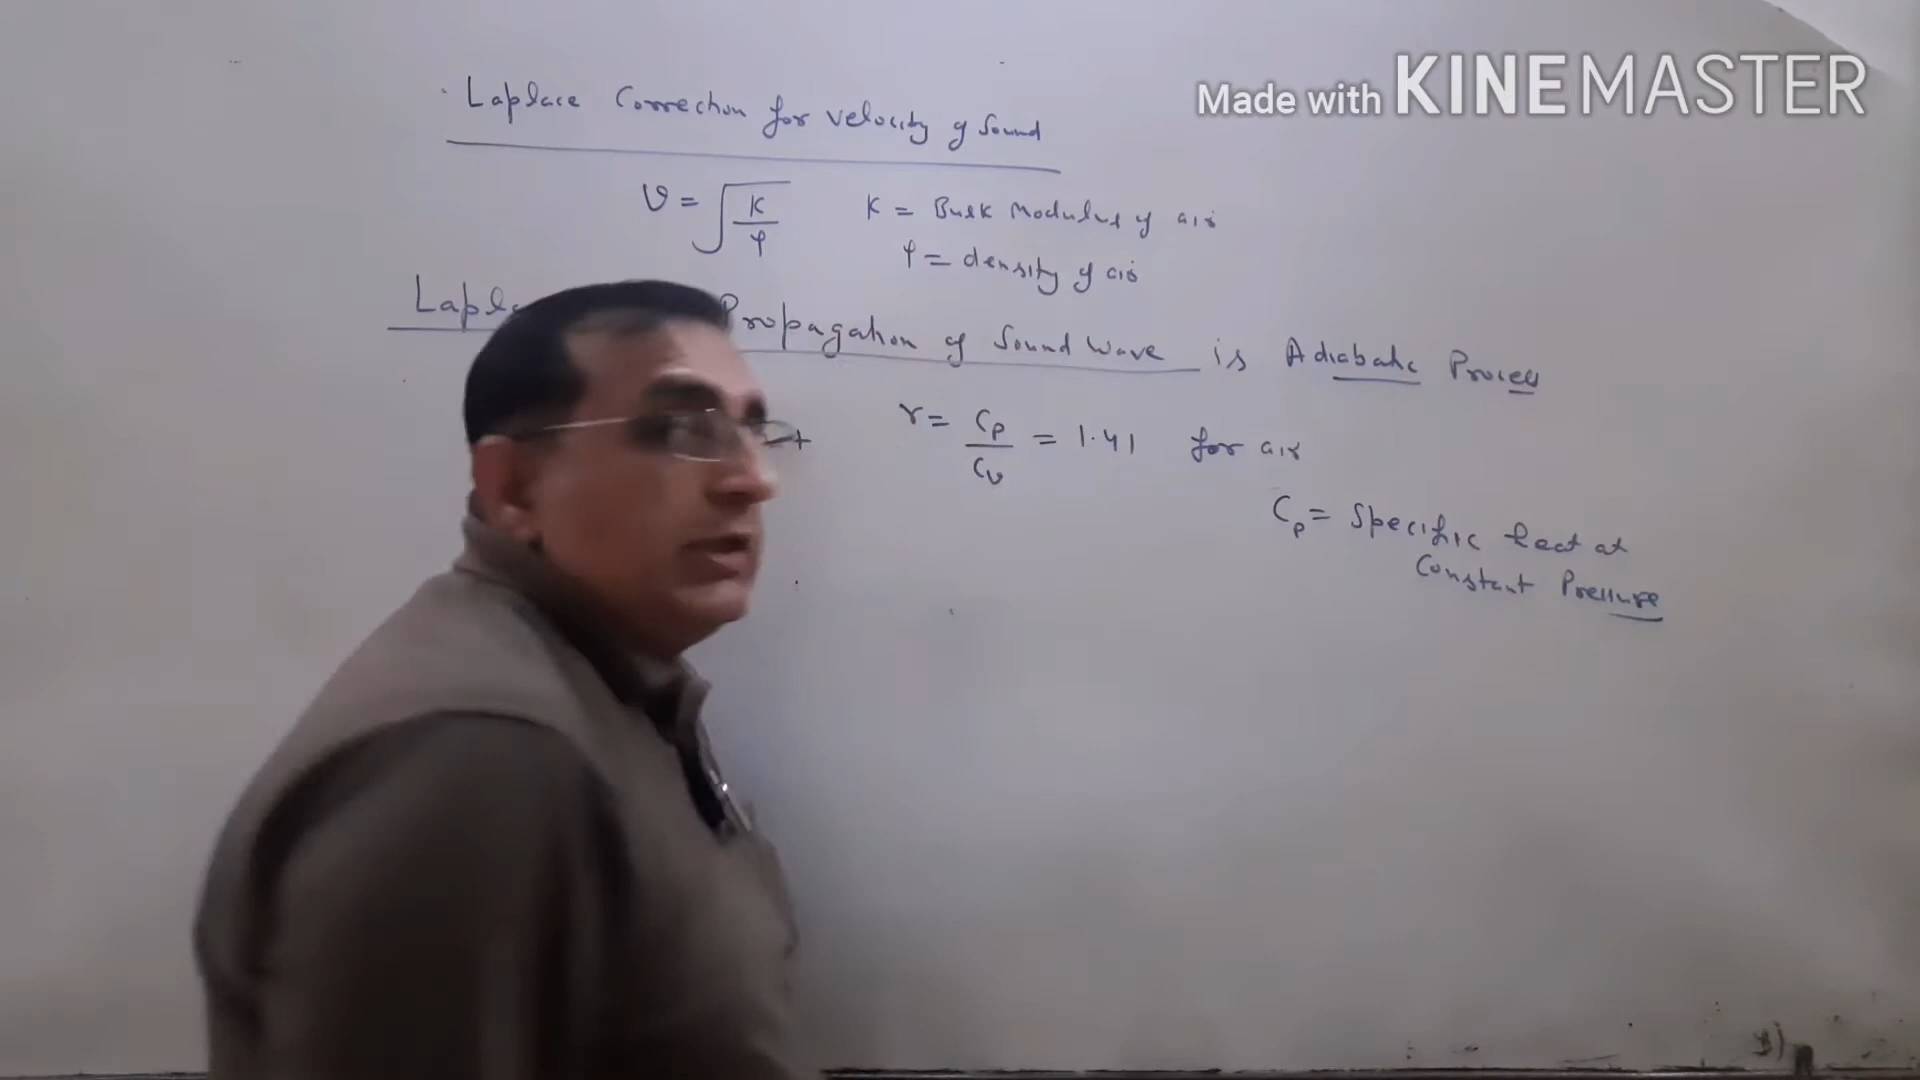 Made with KINEMASTER
Laplace Correction for velocity of Sound
v = √(K/ρ) K = Bulk Modulus of air
ρ = density of air
Propagation of Sound Wave is Adiabatic Process
γ = Cp/Cv = 1.41 for air
Cp = Specific heat at
Constant Pressure